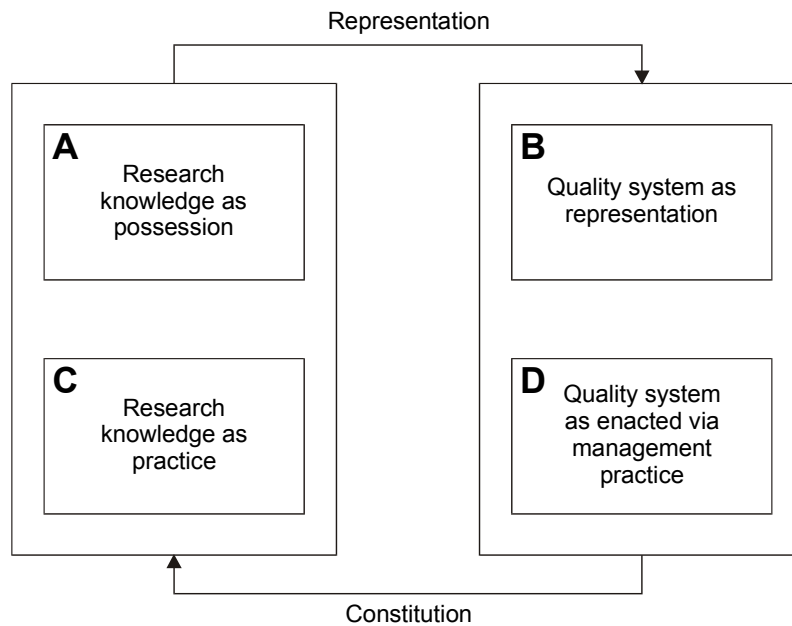 Representation
A
Research
knowledge as
possession
B
Quality system as
representation
C
Research
knowledge as
practice
D
Quality system
as enacted via
management
practice
Constitution